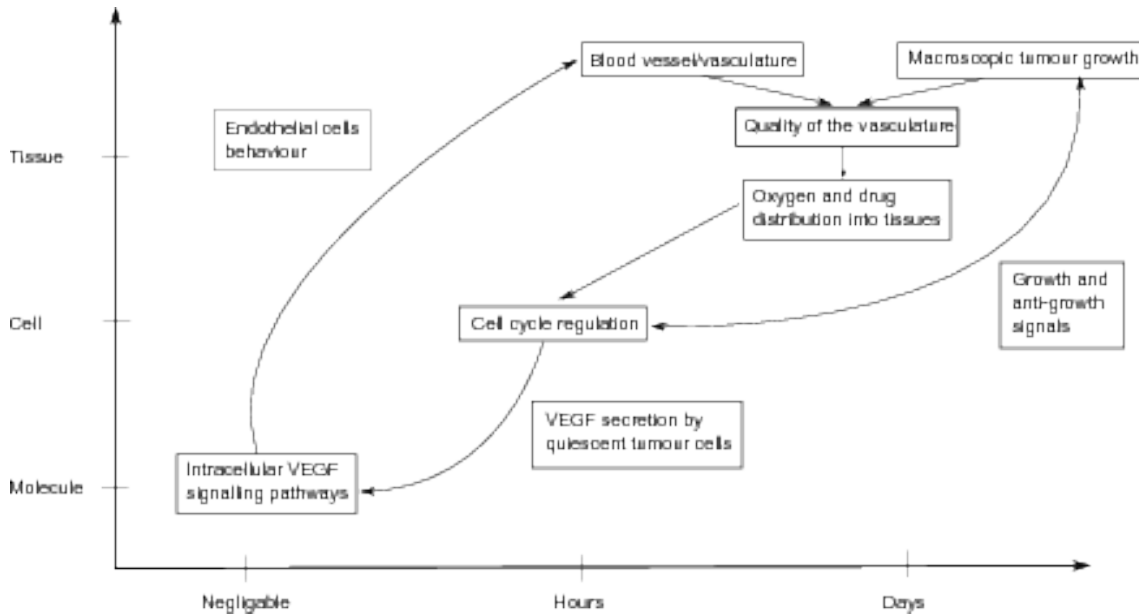 Blood vessel/vasculature
Macroscopic tumour growth
Endothelial cells
behaviour
Quality of the vasculature
Tissue
Oxygen and drug
distribution into tissues
Growth and
anti-growth
signals
Cell
Cell cycle regulation
VEGF secretion by
quiescent tumour cells
Intracellular VEGF
signalling pathways
Molecule
Negligable
Hours
Days